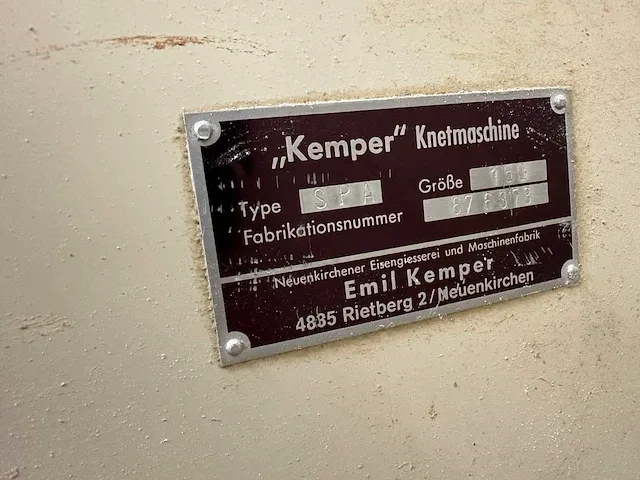 „Kemper" Knetmaschine
Type SPA Größe
Fabrikationsnummer
Neuenkirchener Eisengiesserei und Maschinenfabrik
Emil Kemper
4835 Rietberg 2/Neuenkirchen